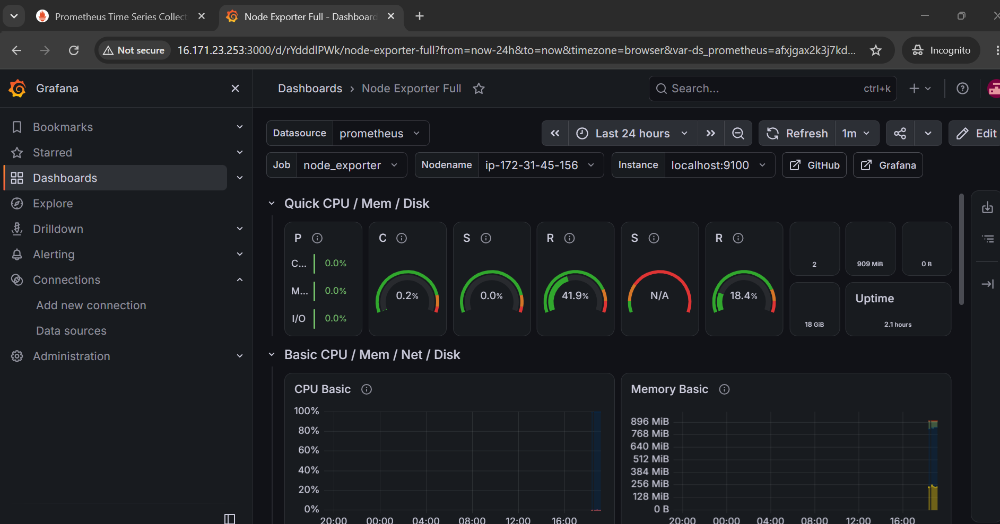 Prometheus Time Series Collect
Node Exporter Full - Dashboard
Not secure
16.171.23.253:3000/d/rYdddlPWk/node-exporter-full?from=now-24h&to=now&timezone=browser&var-ds_prometheus=afxjgax2k3j7kd...
Incognito
Grafana
Dashboards › Node Exporter Full
Search... ctrl+k
Bookmarks
Starred
Dashboards
Explore
Drilldown
Alerting
Connections
Add new connection
Data sources
Administration
Datasource prometheus
Last 24 hours
Refresh 1m
Edit
Job node_exporter
Nodename ip-172-31-45-156
Instance localhost:9100
GitHub
Grafana
Quick CPU / Mem / Disk
P
C... 0.0%
M... 0.0%
I/O 0.0%
C
0.2%
S
0.0%
R
41.9%
S
N/A
R
18.4%
2
909 MiB
0 B
18 GiB
Uptime
2.1 hours
Basic CPU / Mem / Net / Disk
CPU Basic
100%
80%
60%
40%
20%
0%
20:00 00:00 04:00 08:00 12:00 16:00
Memory Basic
896 MiB
768 MiB
640 MiB
512 MiB
384 MiB
256 MiB
128 MiB
0 B
20:00 00:00 04:00 08:00 12:00 16:00